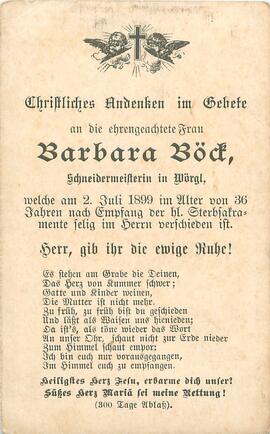 Christliches Andenken im Gebete
an die ehrengeachtete Frau
Barbara Böck,
Schneidermeisterin in Wörgl,
welche am 2. Juli 1899 im Alter von 36
Jahren nach Empfang der hl. Sterbsakra-
mente selig im Herrn verschieden ist.
Herr, gib ihr die ewige Ruhe!
Es stehen am Grabe die Deinen,
Das Herz von Kummer schwer;
Gatte und Kinder weinen,
Die Mutter ist nicht mehr.
Zu früh, zu früh bist du geschieden
Und läßt als Waisen uns hienieden;
Da ist's, als töne wieder das Wort
An unser Ohr, schaut nicht zur Erde nieder
Zum Himmel schaut empor:
Ich bin euch nur vorausgegangen,
Im Himmel euch zu empfangen.
Heiligstes Herz Jesu, erbarme dich unser!
Süßes Herz Mariä sei meine Rettung!
(300 Tage Ablaß).